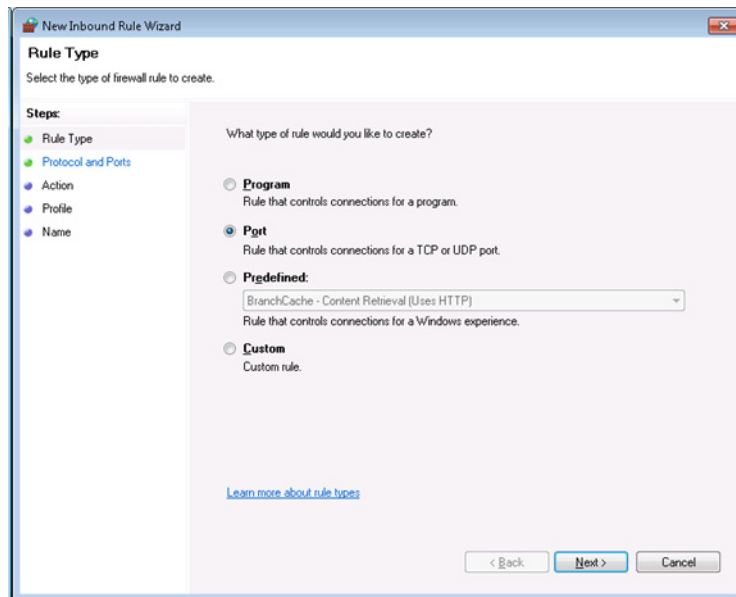 New Inbound Rule Wizard
Rule Type
Select the type of firewall rule to create.
Steps:
Rule Type
Protocol and Ports
Action
Profile
Name
What type of rule would you like to create?
Program
Rule that controls connections for a program.
Port
Rule that controls connections for a TCP or UDP port.
Predefined:
BranchCache - Content Retrieval (Uses HTTP)
Rule that controls connections for a Windows experience.
Custom
Custom rule.
Learn more about rule types
< Back Next > Cancel